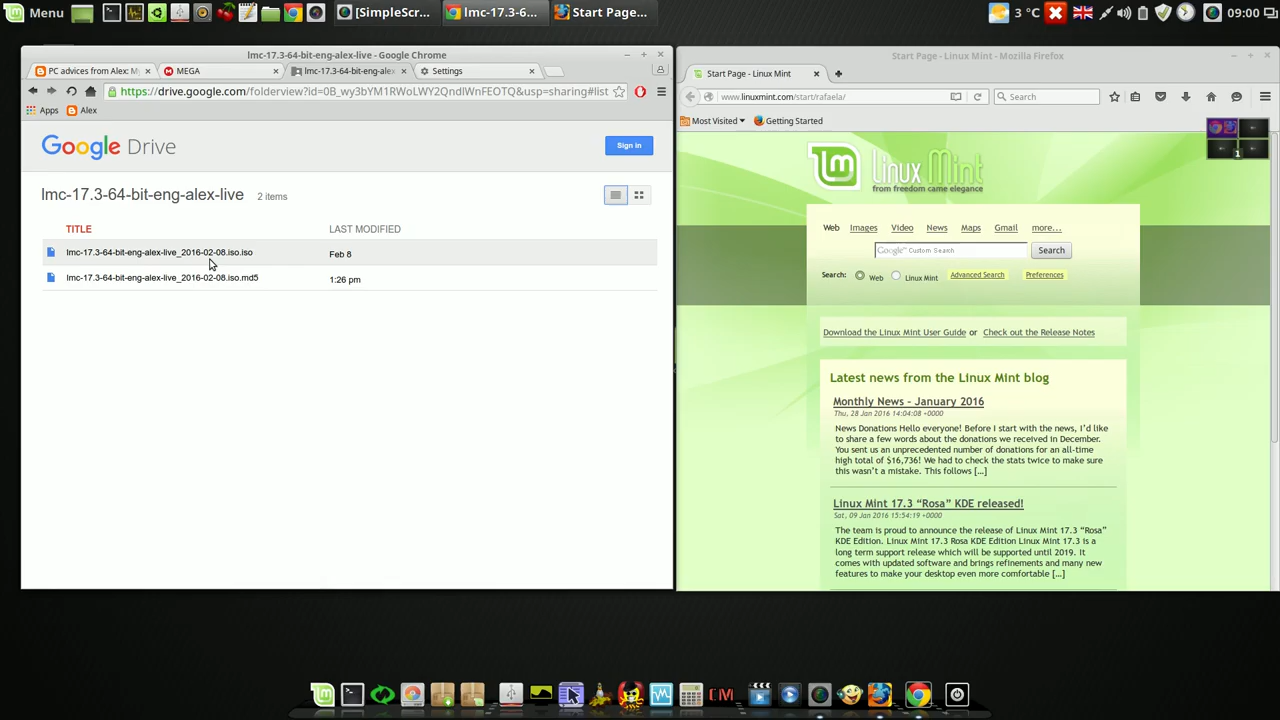 Menu
[SimpleScr...
lmc-17.3-6...
Start Page...
3 °C
09:00
lmc-17.3-64-bit-eng-alex-live - Google Chrome
PC advices from Alex: M
MEGA
lmc-17.3-64-bit-eng-alex
Settings
https://drive.google.com/folderview?id=0B_wy3bYM1RWoLWY2QndlWnFEOTQ&usp=sharing#list
Apps
Alex
Google Drive
Sign in
lmc-17.3-64-bit-eng-alex-live
2 items
TITLE
LAST MODIFIED
lmc-17.3-64-bit-eng-alex-live_2016-02-08.iso.iso
Feb 8
lmc-17.3-64-bit-eng-alex-live_2016-02-08.iso.md5
1:26 pm
Start Page - Linux Mint - Mozilla Firefox
Start Page - Linux Mint
www.linuxmint.com/start/rafaela/
Search
Most Visited
Getting Started
1
Linux Mint
from freedom came elegance
Web Images Video News Maps Gmail more...
Google™ Custom Search
Search
Search: Web Linux Mint Advanced Search Preferences
Download the Linux Mint User Guide or Check out the Release Notes
Latest news from the Linux Mint blog
Monthly News – January 2016
Thu, 28 Jan 2016 14:04:08 +0000
News Donations Hello everyone! Before I start with the news, I'd like
to share a few words about the donations we received in December.
You sent us an unprecedented number of donations for an all-time
high total of $16,736! We had to check the stats twice to make sure
this wasn't a mistake. This follows […]
Linux Mint 17.3 “Rosa” KDE released!
Sat, 09 Jan 2016 15:54:19 +0000
The team is proud to announce the release of Linux Mint 17.3 “Rosa”
KDE Edition. Linux Mint 17.3 Rosa KDE Edition Linux Mint 17.3 is a
long term support release which will be supported until 2019. It
comes with updated software and brings refinements and many new
features to make your desktop even more comfortable […]